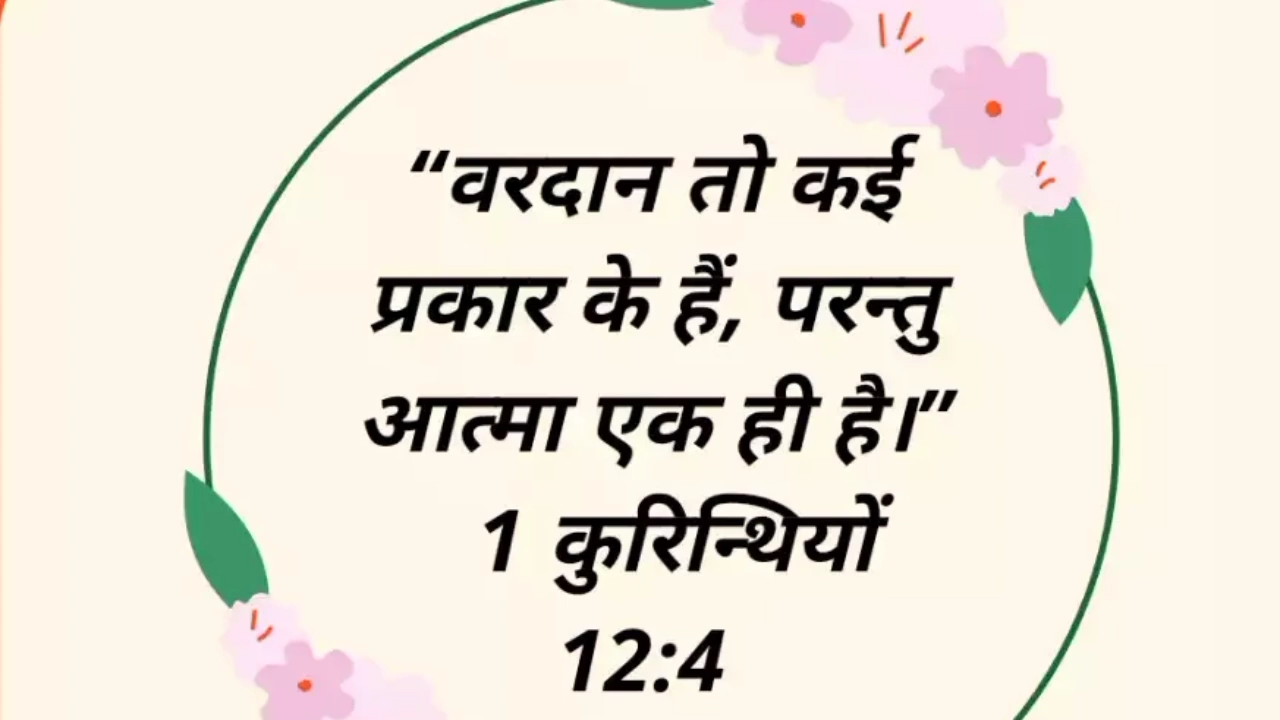 “वरदान तो कई
प्रकार के हैं, परन्तु
आत्मा एक ही है।”
1 कुरिन्थियों
12:4